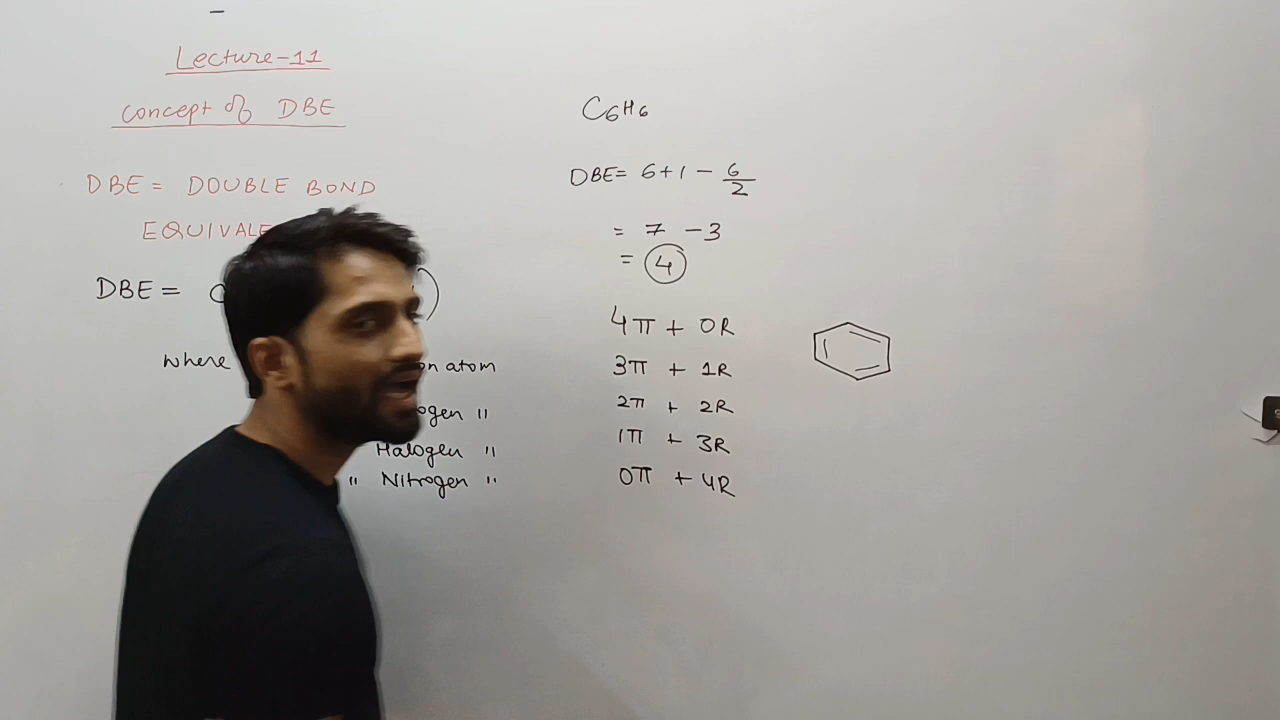 Lecture-11
concept of DBE
DBE = DOUBLE BOND
EQUIVALE
DBE =
where
on atom
ogen "
Halogen "
" Nitrogen "
C6H6
DBE= 6+1 - 6/2
= 7 - 3
= 4
4π + 0R
3π + 1R
2π + 2R
1π + 3R
0π + 4R